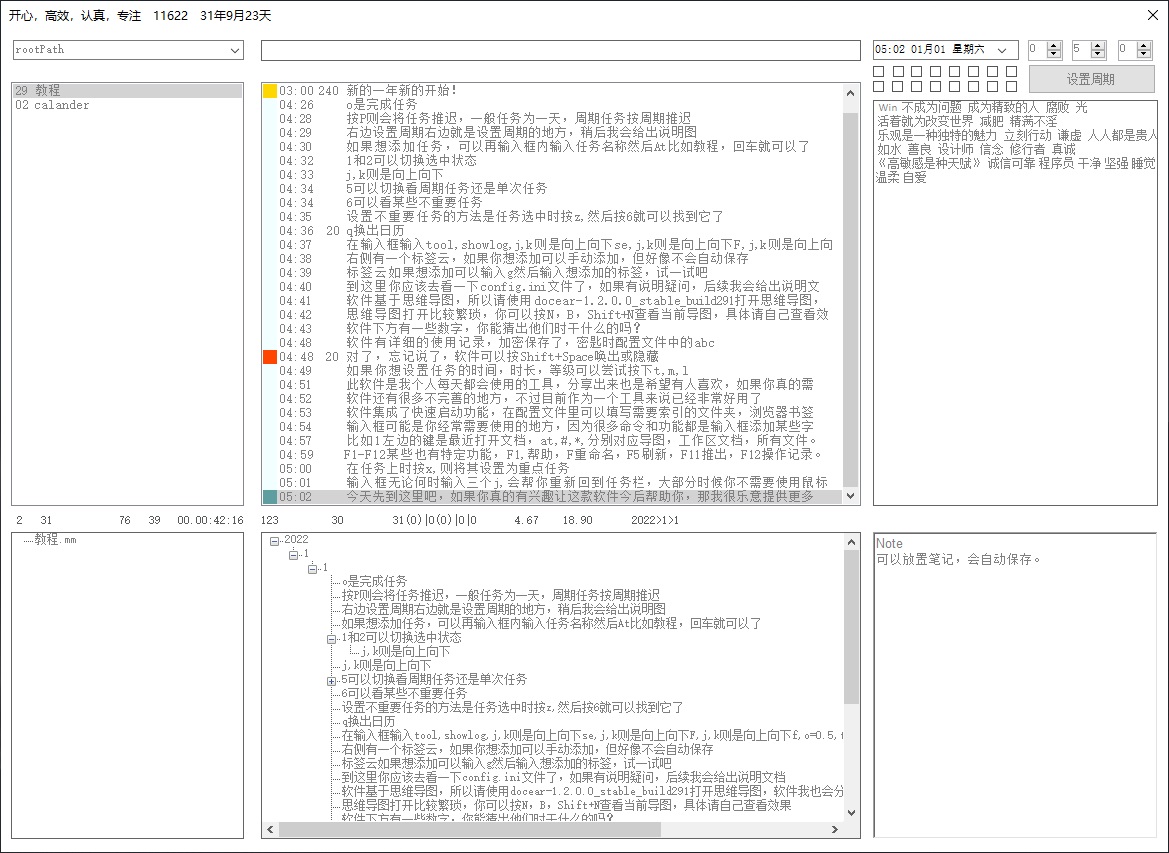 开心，高效，认真，专注 11622 31年9月23天
rootPath
05:02 01月01 星期六
0
5
0
设置周期
29 教程
02 calander
03:00 240 新的一年新的开始！
04:26 o是完成任务
04:28 按P则会将任务推迟，一般任务为一天，周期任务按周期推迟
04:29 右边设置周期右边就是设置周期的地方，稍后我会给出说明图
04:30 如果想添加任务，可以再输入框内输入任务名称然后At比如教程，回车就可以了
04:32 1和2可以切换选中状态
04:33 j,k则是向上向下
04:34 5可以切换看周期任务还是单次任务
04:34 6可以看某些不重要任务
04:35 设置不重要任务的方法是任务选中时按z,然后按6就可以找到它了
04:36 20 q换出日历
04:37 在输入框输入tool,showlog,j,k则是向上向下se,j,k则是向上向下F,j,k则是向上向
04:38 右侧有一个标签云，如果你想添加可以手动添加，但好像不会自动保存
04:39 标签云如果想添加可以输入g然后输入想添加的标签，试一试吧
04:40 到这里你应该去看一下config.ini文件了，如果有说明疑问，后续我会给出说明文
04:41 软件基于思维导图，所以请使用 docear-1.2.0.0_stable_build291打开思维导图，
04:42 思维导图打开比较繁琐，你可以按N，B，Shift+N查看当前导图，具体请自己查看效
04:43 软件下方有一些数字，你能猜出他们时干什么的吗？
04:48 软件有详细的使用记录，加密保存了，密匙时配置文件中的abc
04:48 20 对了，忘记说了，软件可以按Shift+Space唤出或隐藏
04:49 如果你想设置任务的时间，时长，等级可以尝试按下t,m,l
04:51 此软件是我个人每天都会使用的工具，分享出来也是希望有人喜欢，如果你真的需
04:52 软件还有很多不完善的地方，不过目前作为一个工具来说已经非常好用了
04:53 软件集成了快速启动功能，在配置文件里可以填写需要索引的文件夹，浏览器书签
04:54 输入框可能是你经常需要使用的地方，因为很多命令和功能都是输入框添加某些字
04:57 比如1左边的键是最近打开文档，at,#,*,分别对应导图，工作区文档，所有文件。
04:59 F1-F12某些也有特定功能，F1,帮助，F重命名，F5刷新，F11推出，F12操作记录。
05:00 在任务上时按x,则将其设置为重点任务
05:01 输入框无论何时输入三个j,会帮你重新回到任务栏，大部分时候你不需要使用鼠标
05:02 今天先到这里吧，如果你真的有兴趣让这款软件今后帮助你，那我很乐意提供更多
Win 不成为问题 成为精致的人 腐败 光
活着就为改变世界 减肥 精满不淫
乐观是一种独特的魅力 立刻行动 谦虚 人人都是贵人
如水 善良 设计师 信念 修行者 真诚
《高敏感是种天赋》 诚信可靠 程序员 干净 坚强 睡觉
温柔 自爱
2 31 76 39 00.00:42:16 123 30 31(0)|0(0)|0|0 4.67 18.90 2022>1>1
教程.mm
2022
1
1
o是完成任务
按P则会将任务推迟，一般任务为一天，周期任务按周期推迟
右边设置周期右边就是设置周期的地方，稍后我会给出说明图
如果想添加任务，可以再输入框内输入任务名称然后At比如教程，回车就可以了
1和2可以切换选中状态
j,k则是向上向下
j,k则是向上向下
5可以切换看周期任务还是单次任务
6可以看某些不重要任务
设置不重要任务的方法是任务选中时按z,然后按6就可以找到它了
q换出日历
在输入框输入tool,showlog,j,k则是向上向下se,j,k则是向上向下F,j,k则是向上向下f,o=0.5,
右侧有一个标签云，如果你想添加可以手动添加，但好像不会自动保存
标签云如果想添加可以输入g然后输入想添加的标签，试一试吧
到这里你应该去看一下config.ini文件了，如果有说明疑问，后续我会给出说明文档
软件基于思维导图，所以请使用docear-1.2.0.0_stable_build291打开思维导图，软件我也会分
思维导图打开比较繁琐，你可以按N，B，Shift+N查看当前导图，具体请自己查看效果
软件下方有一些数字，你能猜出他们时干什么的吗？
Note
可以放置笔记，会自动保存。